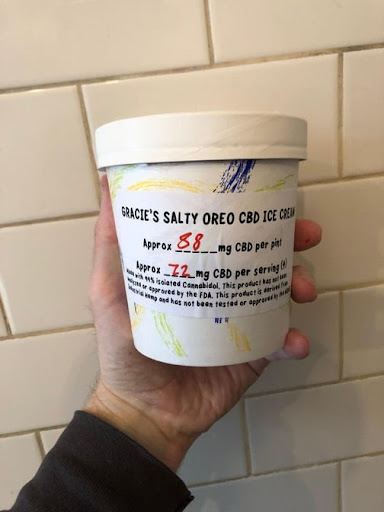 GRACIE'S SALTY OREO CBD ICE CREAM
Approx 88 mg CBD per pint
Approx 22 mg CBD per serving (4)
Made with 99% isolated Cannabidiol. This product has not been
analyzed or approved by the FDA. This product is derived from
industrial hemp and has not been tested or approved by the